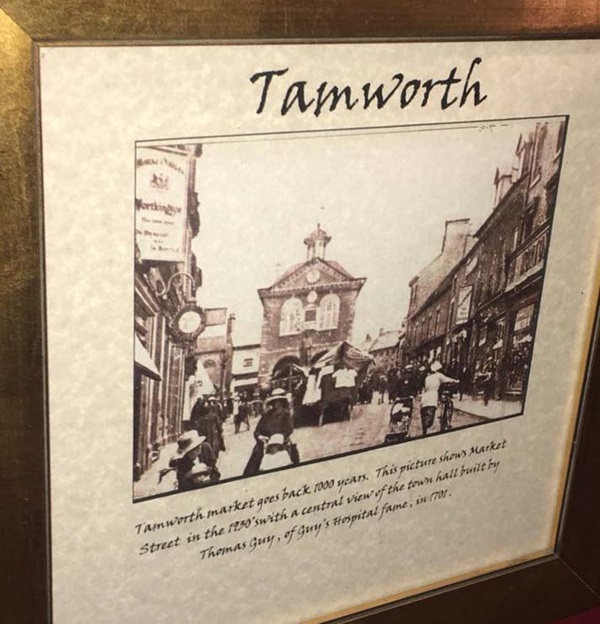 Tamworth
Worthington
Tamworth market goes back 1000 years. This picture shows Market
Street in the 1930's with a central view of the town hall built by
Thomas Guy, of Guy's Hospital fame, in 1701.